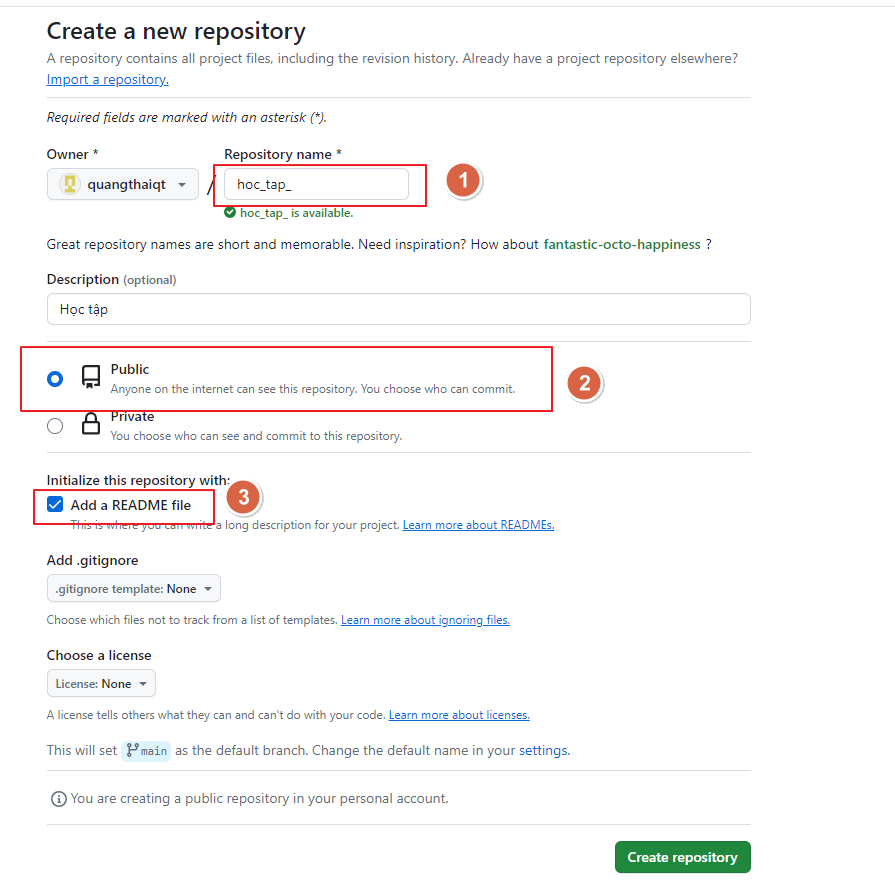 Create a new repository
A repository contains all project files, including the revision history. Already have a project repository elsewhere?
Import a repository.
Required fields are marked with an asterisk (*).
Owner * Repository name *
quangthaiqt / hoc_tap_ 1
hoc_tap_ is available.
Great repository names are short and memorable. Need inspiration? How about fantastic-octo-happiness ?
Description (optional)
Học tập
Public
Anyone on the internet can see this repository. You choose who can commit. 2
Private
You choose who can see and commit to this repository.
Initialize this repository with:
Add a README file 3
This is where you can write a long description for your project. Learn more about READMEs.
Add .gitignore
.gitignore template: None
Choose which files not to track from a list of templates. Learn more about ignoring files.
Choose a license
License: None
A license tells others what they can and can't do with your code. Learn more about licenses.
This will set main as the default branch. Change the default name in your settings.
You are creating a public repository in your personal account.
Create repository